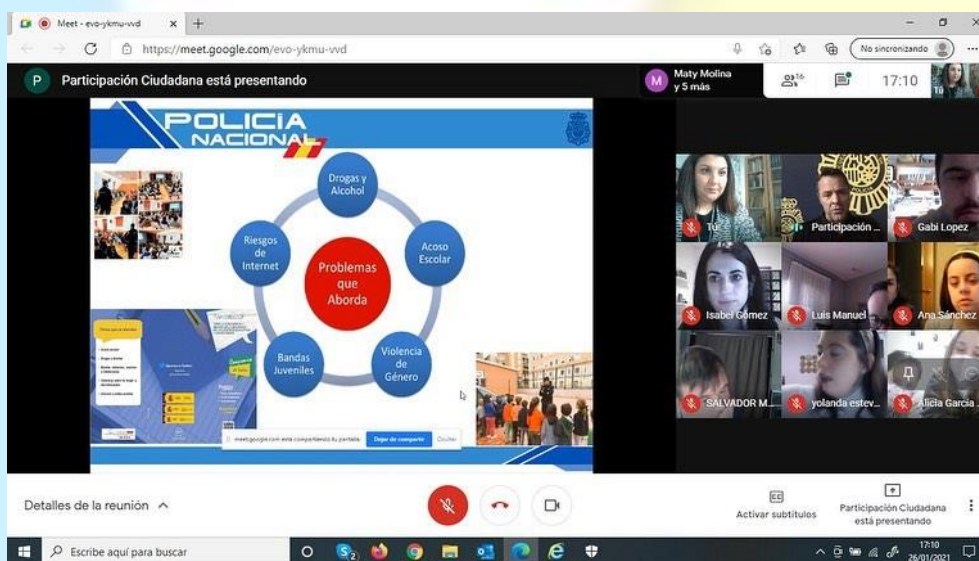 Meet - evo-ykmu-vvd
https://meet.google.com/evo-ykmu-vvd
No sincronizando
P Participación Ciudadana está presentando
M Maty Molina
y 5 más
16
17:10
Tú
POLICÍA
NACIONAL
Drogas y
Alcohol
Riesgos
de
Internet
Acoso
Escolar
Problemas
que
Aborda
Bandas
Juveniles
Violencia
de
Género
meet.google.com está compartiendo tu pantalla.
Dejar de compartir
Ocultar
Tú
Participación ...
Gabi Lopez
Isabel Gómez
Luis Manuel
Ana Sánchez
SALVADOR M...
yolanda estev...
Alicia García ...
Detalles de la reunión
Activar subtítulos
Participación Ciudadana
está presentando
Escribe aquí para buscar
17:10
26/01/2021